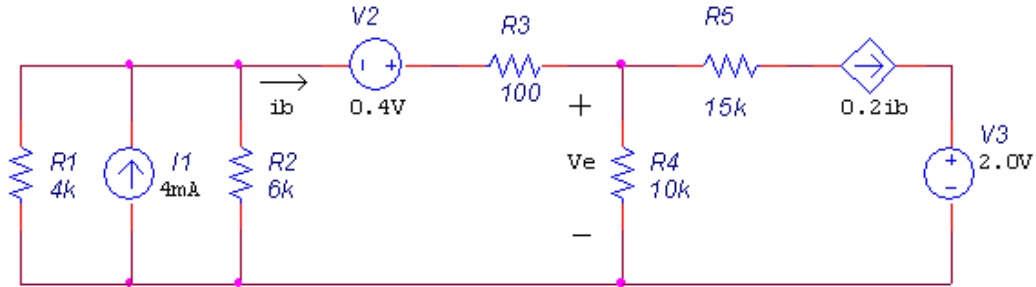 V2
R3
R5
ib
0.4V
100
+
15k
0.2ib
V3
2.0V
R1
4k
I1
4mA
R2
6k
Ve
R4
10k
−